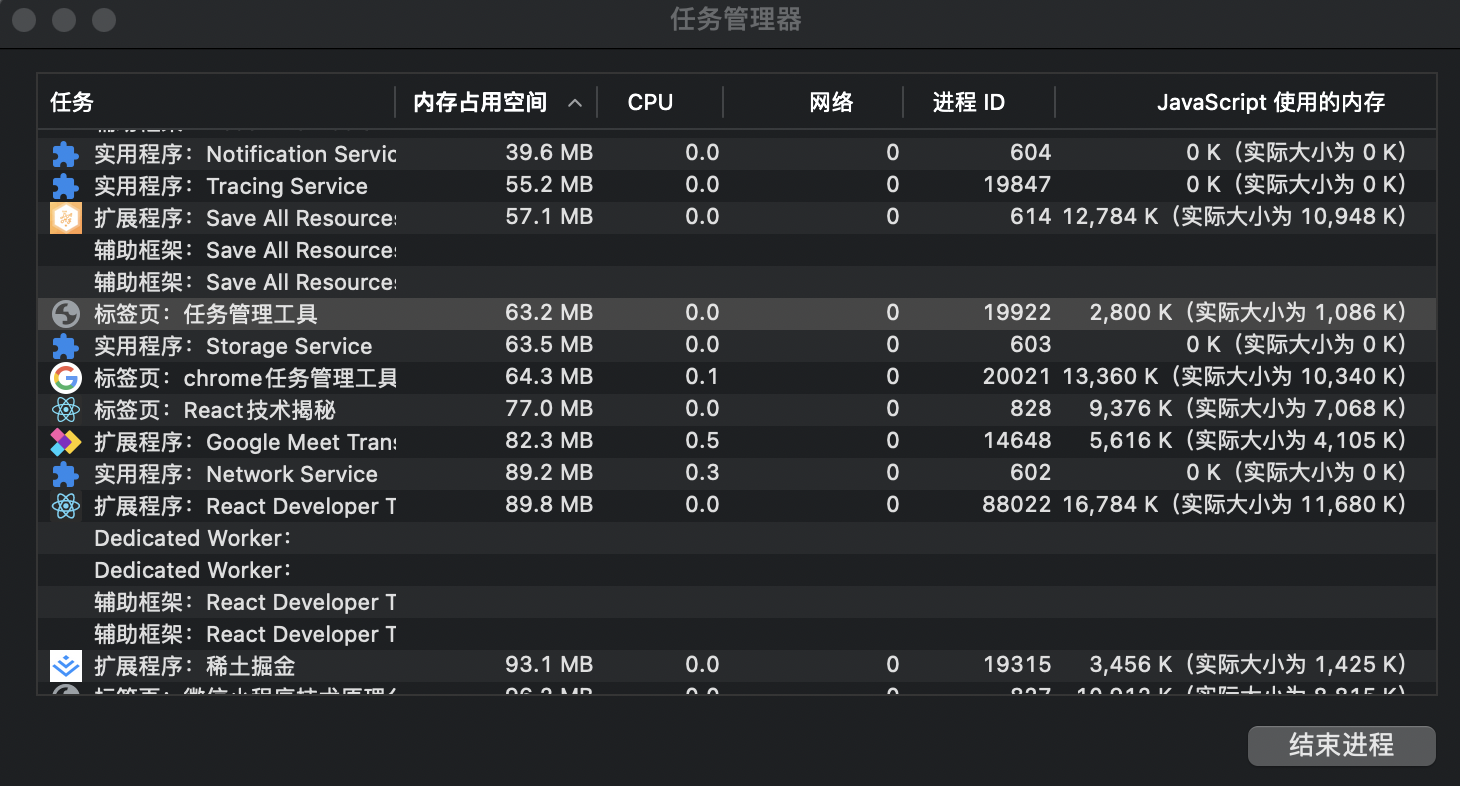 任务管理器
任务 内存占用空间 CPU 网络 进程 ID JavaScript 使用的内存
实用程序：Notification Servic 39.6 MB 0.0 0 604 0 K（实际大小为 0 K）
实用程序：Tracing Service 55.2 MB 0.0 0 19847 0 K（实际大小为 0 K）
扩展程序：Save All Resources 57.1 MB 0.0 0 614 12,784 K（实际大小为 10,948 K）
辅助框架：Save All Resources
辅助框架：Save All Resources
标签页：任务管理工具 63.2 MB 0.0 0 19922 2,800 K（实际大小为 1,086 K）
实用程序：Storage Service 63.5 MB 0.0 0 603 0 K（实际大小为 0 K）
标签页：chrome任务管理工具 64.3 MB 0.1 0 20021 13,360 K（实际大小为 10,340 K）
标签页：React技术揭秘 77.0 MB 0.0 0 828 9,376 K（实际大小为 7,068 K）
扩展程序：Google Meet Trans 82.3 MB 0.5 0 14648 5,616 K（实际大小为 4,105 K）
实用程序：Network Service 89.2 MB 0.3 0 602 0 K（实际大小为 0 K）
扩展程序：React Developer T 89.8 MB 0.0 0 88022 16,784 K（实际大小为 11,680 K）
Dedicated Worker：
Dedicated Worker：
辅助框架：React Developer T
辅助框架：React Developer T
扩展程序：稀土掘金 93.1 MB 0.0 0 19315 3,456 K（实际大小为 1,425 K）
结束进程